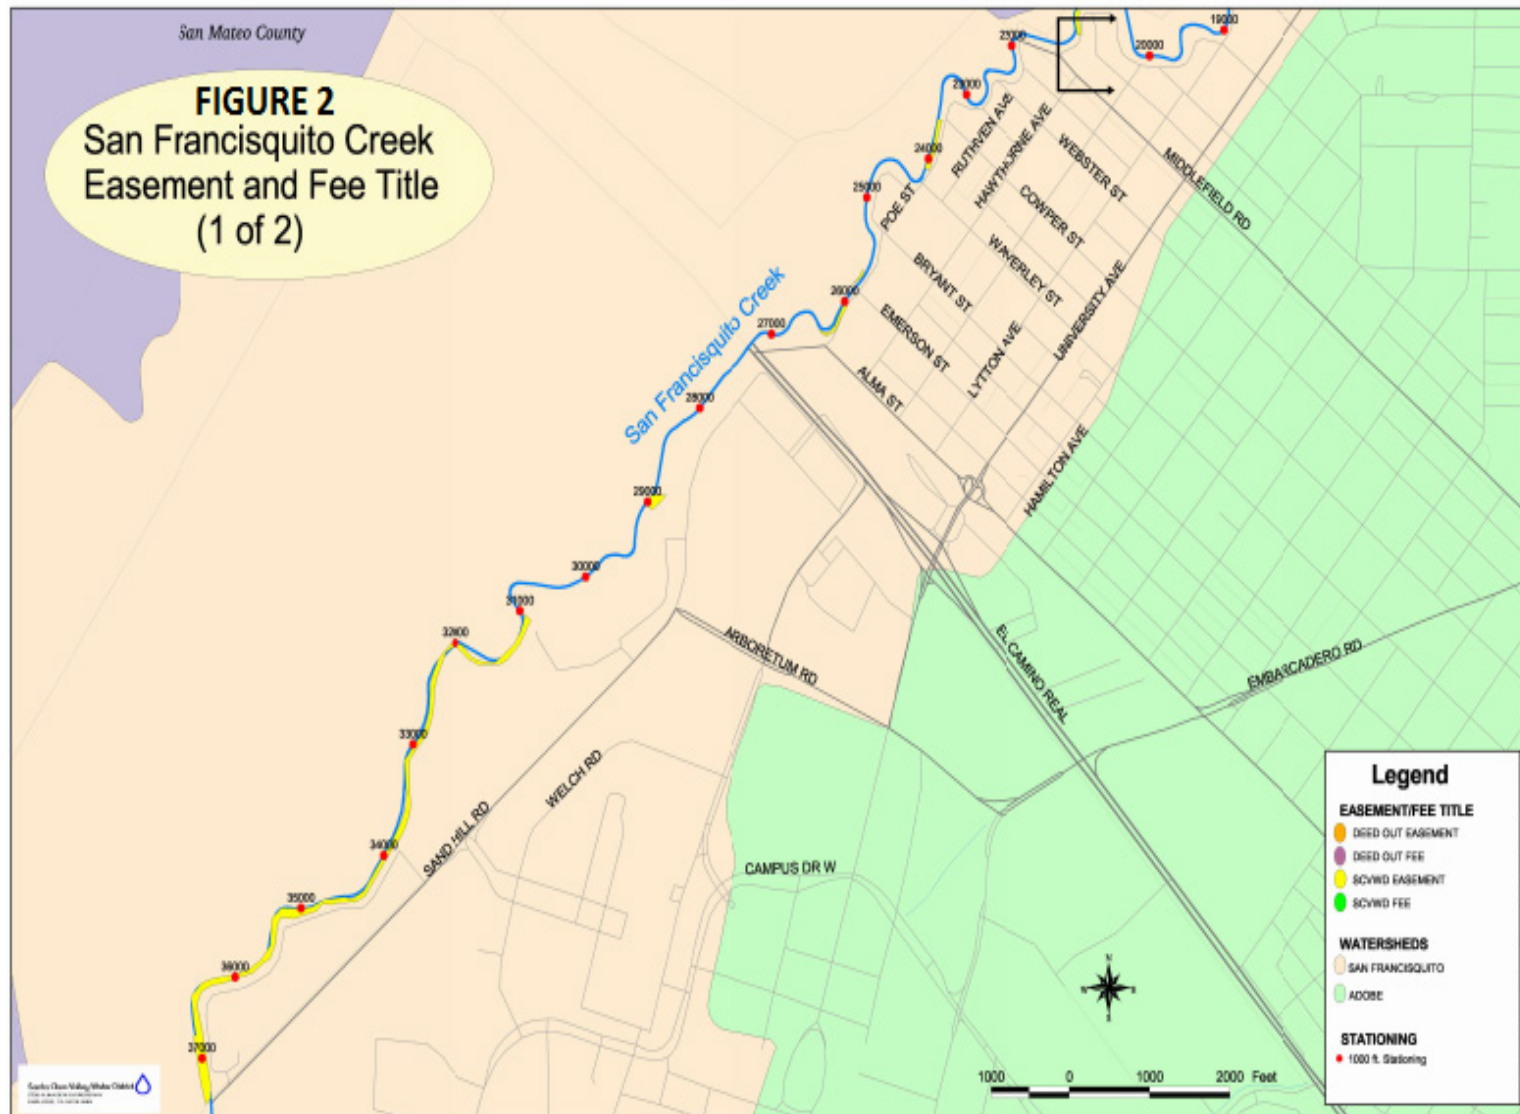 San Mateo County
FIGURE 2
San Francisquito Creek
Easement and Fee Title
(1 of 2)
19000
20000
23000
24000
25000
26000
27000
28000
29000
30000
31000
32000
33000
34000
35000
36000
37000
San Francisquito Creek
RUTHVEN AVE
HAWTHORNE AVE
WEBSTER ST
MIDDLEFIELD RD
POE ST
COWPER ST
WAVERLEY ST
BRYANT ST
UNIVERSITY AVE
EMERSON ST
LYTTON AVE
ALMA ST
HAMILTON AVE
ARBORETUM RD
EL CAMINO REAL
EMBARCADERO RD
WELCH RD
SAND HILL RD
CAMPUS DR W
Legend
EASEMENT/FEE TITLE
DEED OUT EASEMENT
DEED OUT FEE
SCVWD EASEMENT
SCVWD FEE
WATERSHEDS
SAN FRANCISQUITO
ADOBE
STATIONING
1000 ft. Stationing
N
W
E
S
1000 0 1000 2000 Feet
Santa Clara Valley Water District